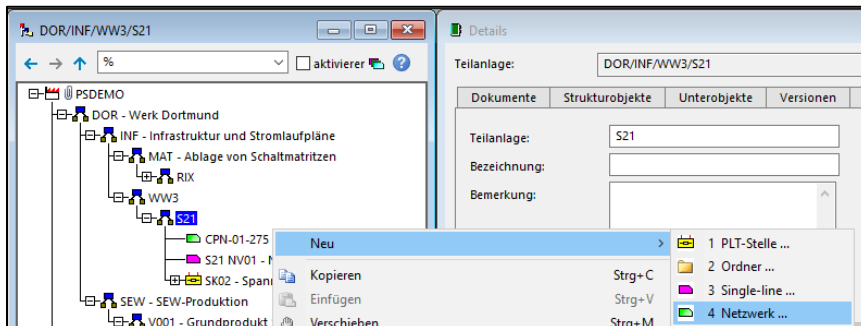 DOR/INF/WW3/S21
%
aktivierer
PSDEMO
DOR - Werk Dortmund
INF - Infrastruktur und Stromlaufpläne
MAT - Ablage von Schaltmatritzen
RIX
WW3
S21
CPN-01-275
S21 NV01 -
SK02 - Span
SEW - SEW-Produktion
V001 - Grundprodukt
Neu
Kopieren Strg+C
Einfügen Strg+V
Verschieben Strg+M
1 PLT-Stelle ...
2 Ordner ...
3 Single-line ...
4 Netzwerk ...
Details
Teilanlage: DOR/INF/WW3/S21
Dokumente Strukturobjekte Unterobjekte Versionen
Teilanlage: S21
Bezeichnung:
Bemerkung: